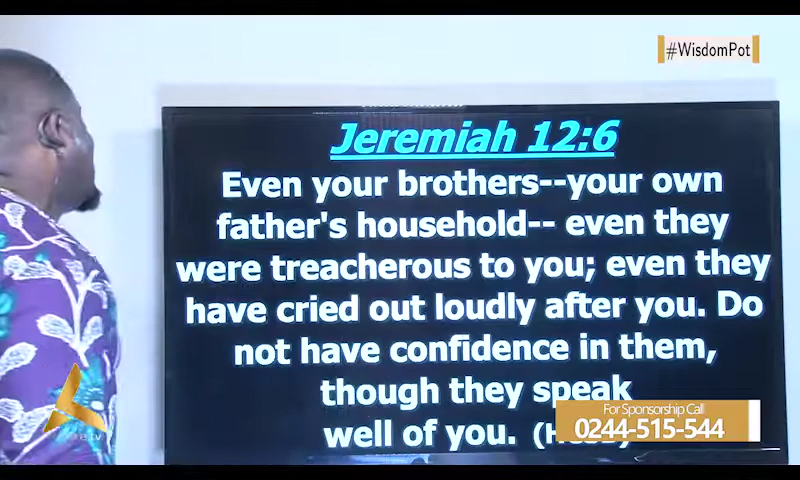 #WisdomPot
Jeremiah 12:6
Even your brothers--your own
father's household-- even they
were treacherous to you; even they
have cried out loudly after you. Do
not have confidence in them,
though they speak
well of you.
For Sponsorship Call
0244-515-544